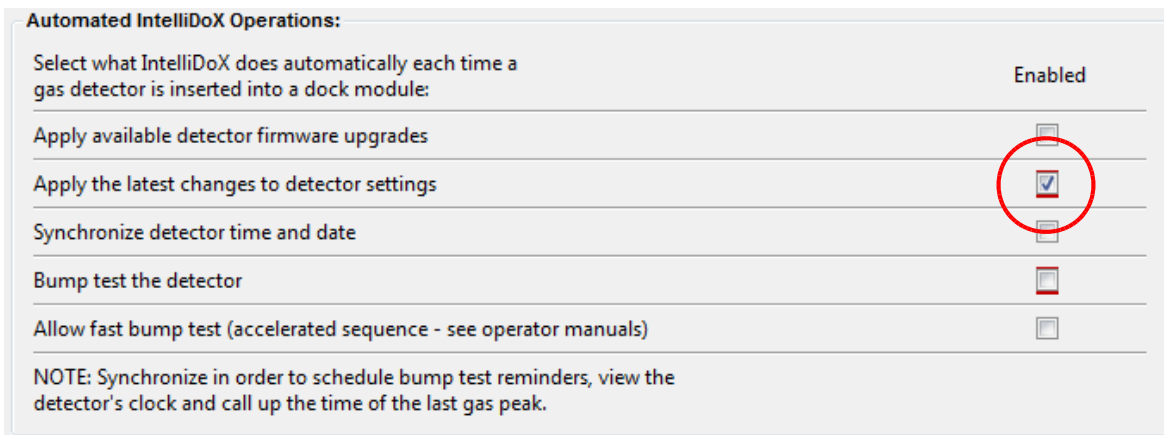 Automated IntelliDoX Operations:
Select what IntelliDoX does automatically each time a
gas detector is inserted into a dock module:
Enabled
Apply available detector firmware upgrades
Apply the latest changes to detector settings
Synchronize detector time and date
Bump test the detector
Allow fast bump test (accelerated sequence - see operator manuals)
NOTE: Synchronize in order to schedule bump test reminders, view the
detector's clock and call up the time of the last gas peak.